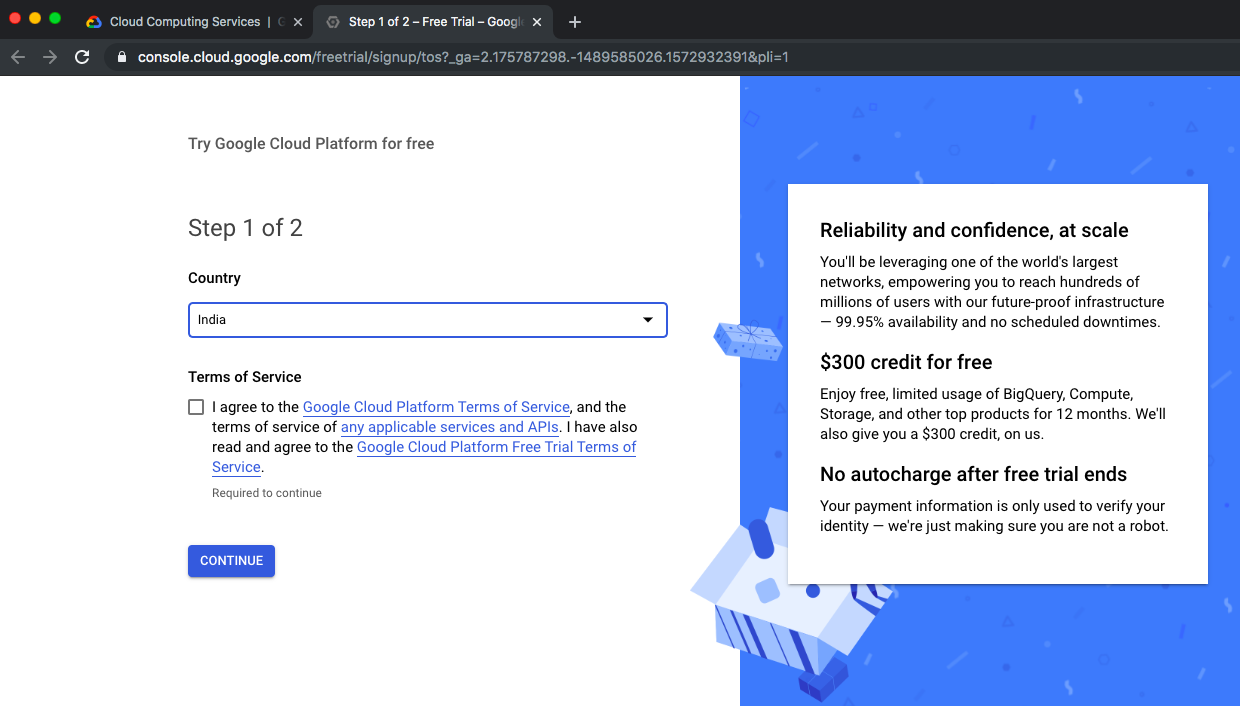 Cloud Computing Services | G
Step 1 of 2 – Free Trial – Googl
console.cloud.google.com/freetrial/signup/tos?_ga=2.175787298.-1489585026.1572932391&pli=1
Try Google Cloud Platform for free
Step 1 of 2
Country
India
Terms of Service
I agree to the Google Cloud Platform Terms of Service, and the
terms of service of any applicable services and APIs. I have also
read and agree to the Google Cloud Platform Free Trial Terms of
Service.
Required to continue
CONTINUE
Reliability and confidence, at scale
You'll be leveraging one of the world's largest
networks, empowering you to reach hundreds of
millions of users with our future-proof infrastructure
— 99.95% availability and no scheduled downtimes.
$300 credit for free
Enjoy free, limited usage of BigQuery, Compute,
Storage, and other top products for 12 months. We'll
also give you a $300 credit, on us.
No autocharge after free trial ends
Your payment information is only used to verify your
identity — we're just making sure you are not a robot.